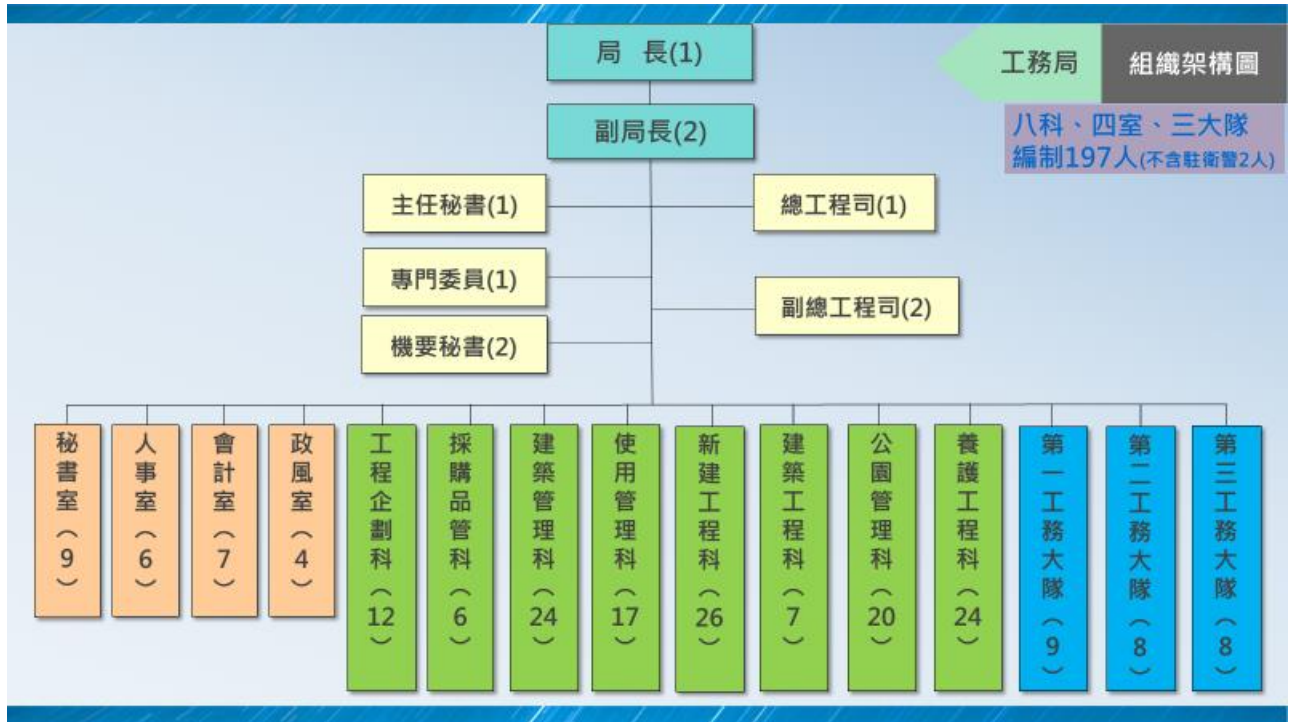 局 長(1)
工務局
組織架構圖
副局長(2)
八科、四室、三大隊
編制197人(不含駐衛警2人)
主任秘書(1)
總工程司(1)
專門委員(1)
副總工程司(2)
機要秘書(2)
秘書室(9)
人事室(6)
會計室(7)
政風室(4)
工程企劃科(12)
採購品管科(6)
建築管理科(24)
使用管理科(17)
新建工程科(26)
建築工程科(7)
公園管理科(20)
養護工程科(24)
第一工務大隊(9)
第二工務大隊(8)
第三工務大隊(8)